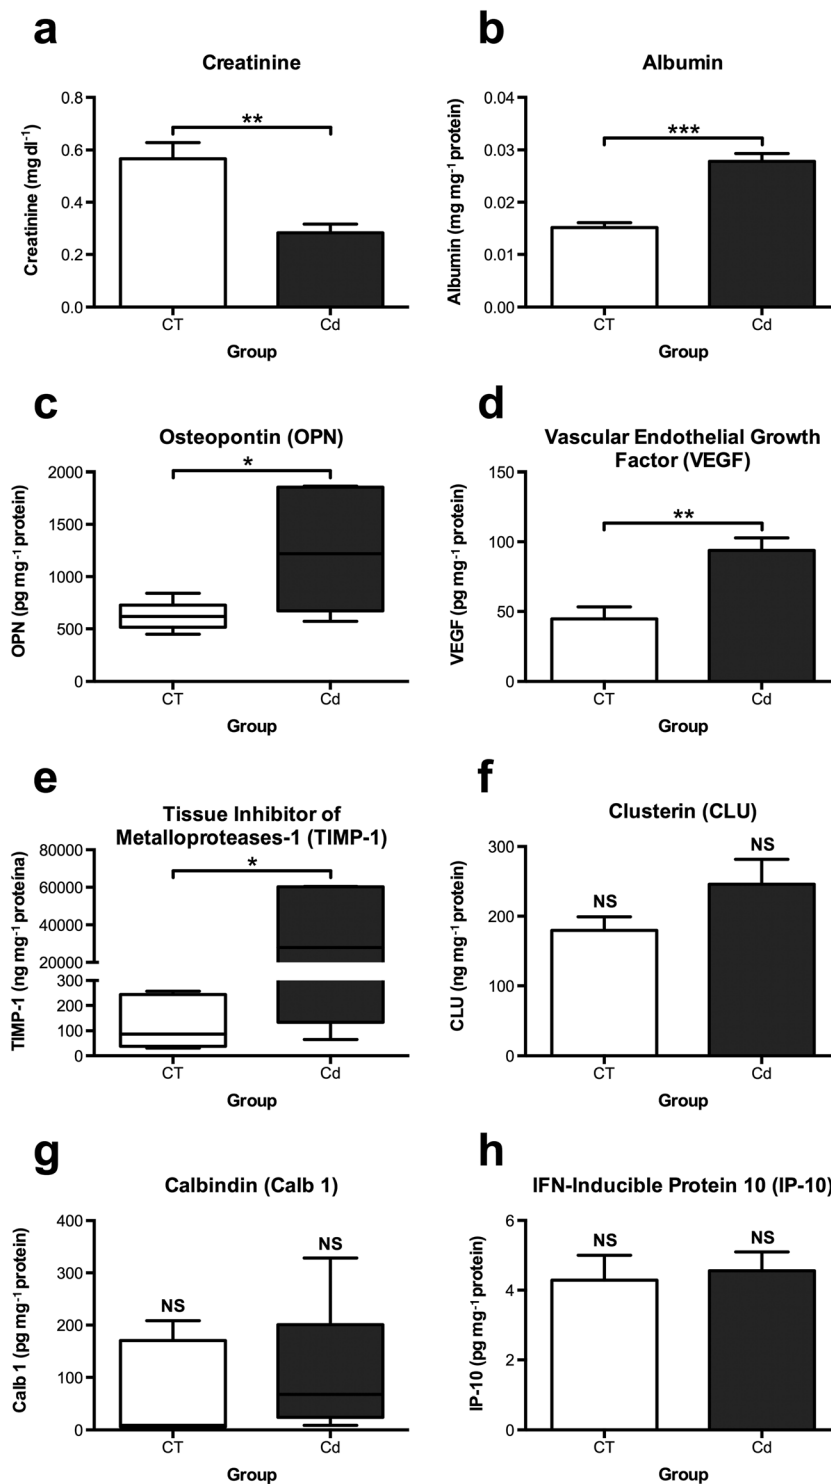 a
Creatinine
Creatinine (mg dl⁻¹)
0.8
0.6
0.4
0.2
0.0
**
CT
Cd
Group
b
Albumin
Albumin (mg mg⁻¹ protein)
0.04
0.03
0.02
0.01
0.00
***
CT
Cd
Group
c
Osteopontin (OPN)
OPN (pg mg⁻¹ protein)
2000
1500
1000
500
0
*
CT
Cd
Group
d
Vascular Endothelial Growth
Factor (VEGF)
VEGF (pg mg⁻¹ protein)
150
100
50
0
**
CT
Cd
Group
e
Tissue Inhibitor of
Metalloproteases-1 (TIMP-1)
TIMP-1 (ng mg⁻¹ proteína)
80000
60000
40000
20000
300
200
100
0
*
CT
Cd
Group
f
Clusterin (CLU)
CLU (ng mg⁻¹ protein)
300
200
100
0
NS
NS
CT
Cd
Group
g
Calbindin (Calb 1)
Calb 1 (pg mg⁻¹ protein)
400
300
200
100
0
NS
NS
CT
Cd
Group
h
IFN-Inducible Protein 10 (IP-10)
IP-10 (pg mg⁻¹ protein)
6
4
2
0
NS
NS
CT
Cd
Group